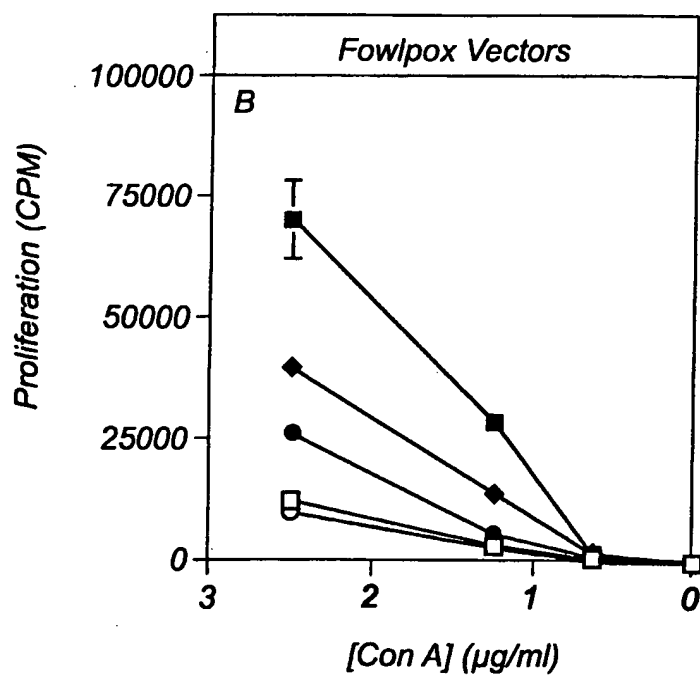 Fowlpox Vectors
B
100000
75000
50000
25000
0
Proliferation (CPM)
3 2 1 0
[Con A] (µg/ml)